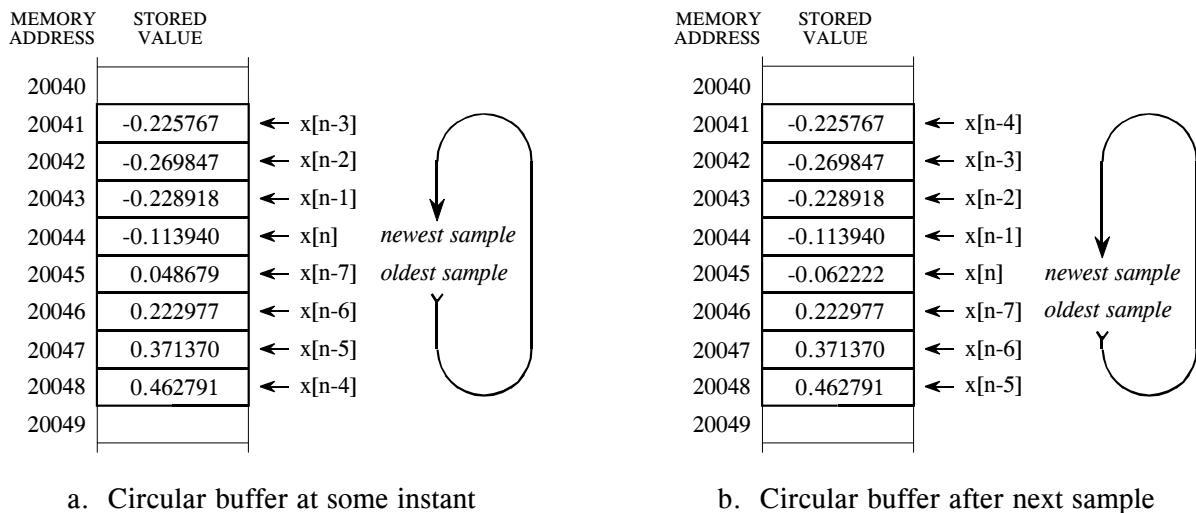 MEMORY STORED
ADDRESS VALUE
20040
20041 -0.225767 x[n-3]
20042 -0.269847 x[n-2]
20043 -0.228918 x[n-1]
20044 -0.113940 x[n] newest sample
20045 0.048679 x[n-7] oldest sample
20046 0.222977 x[n-6]
20047 0.371370 x[n-5]
20048 0.462791 x[n-4]
20049
a. Circular buffer at some instant
MEMORY STORED
ADDRESS VALUE
20040
20041 -0.225767 x[n-4]
20042 -0.269847 x[n-3]
20043 -0.228918 x[n-2]
20044 -0.113940 x[n-1]
20045 -0.062222 x[n] newest sample
20046 0.222977 x[n-7] oldest sample
20047 0.371370 x[n-6]
20048 0.462791 x[n-5]
20049
b. Circular buffer after next sample